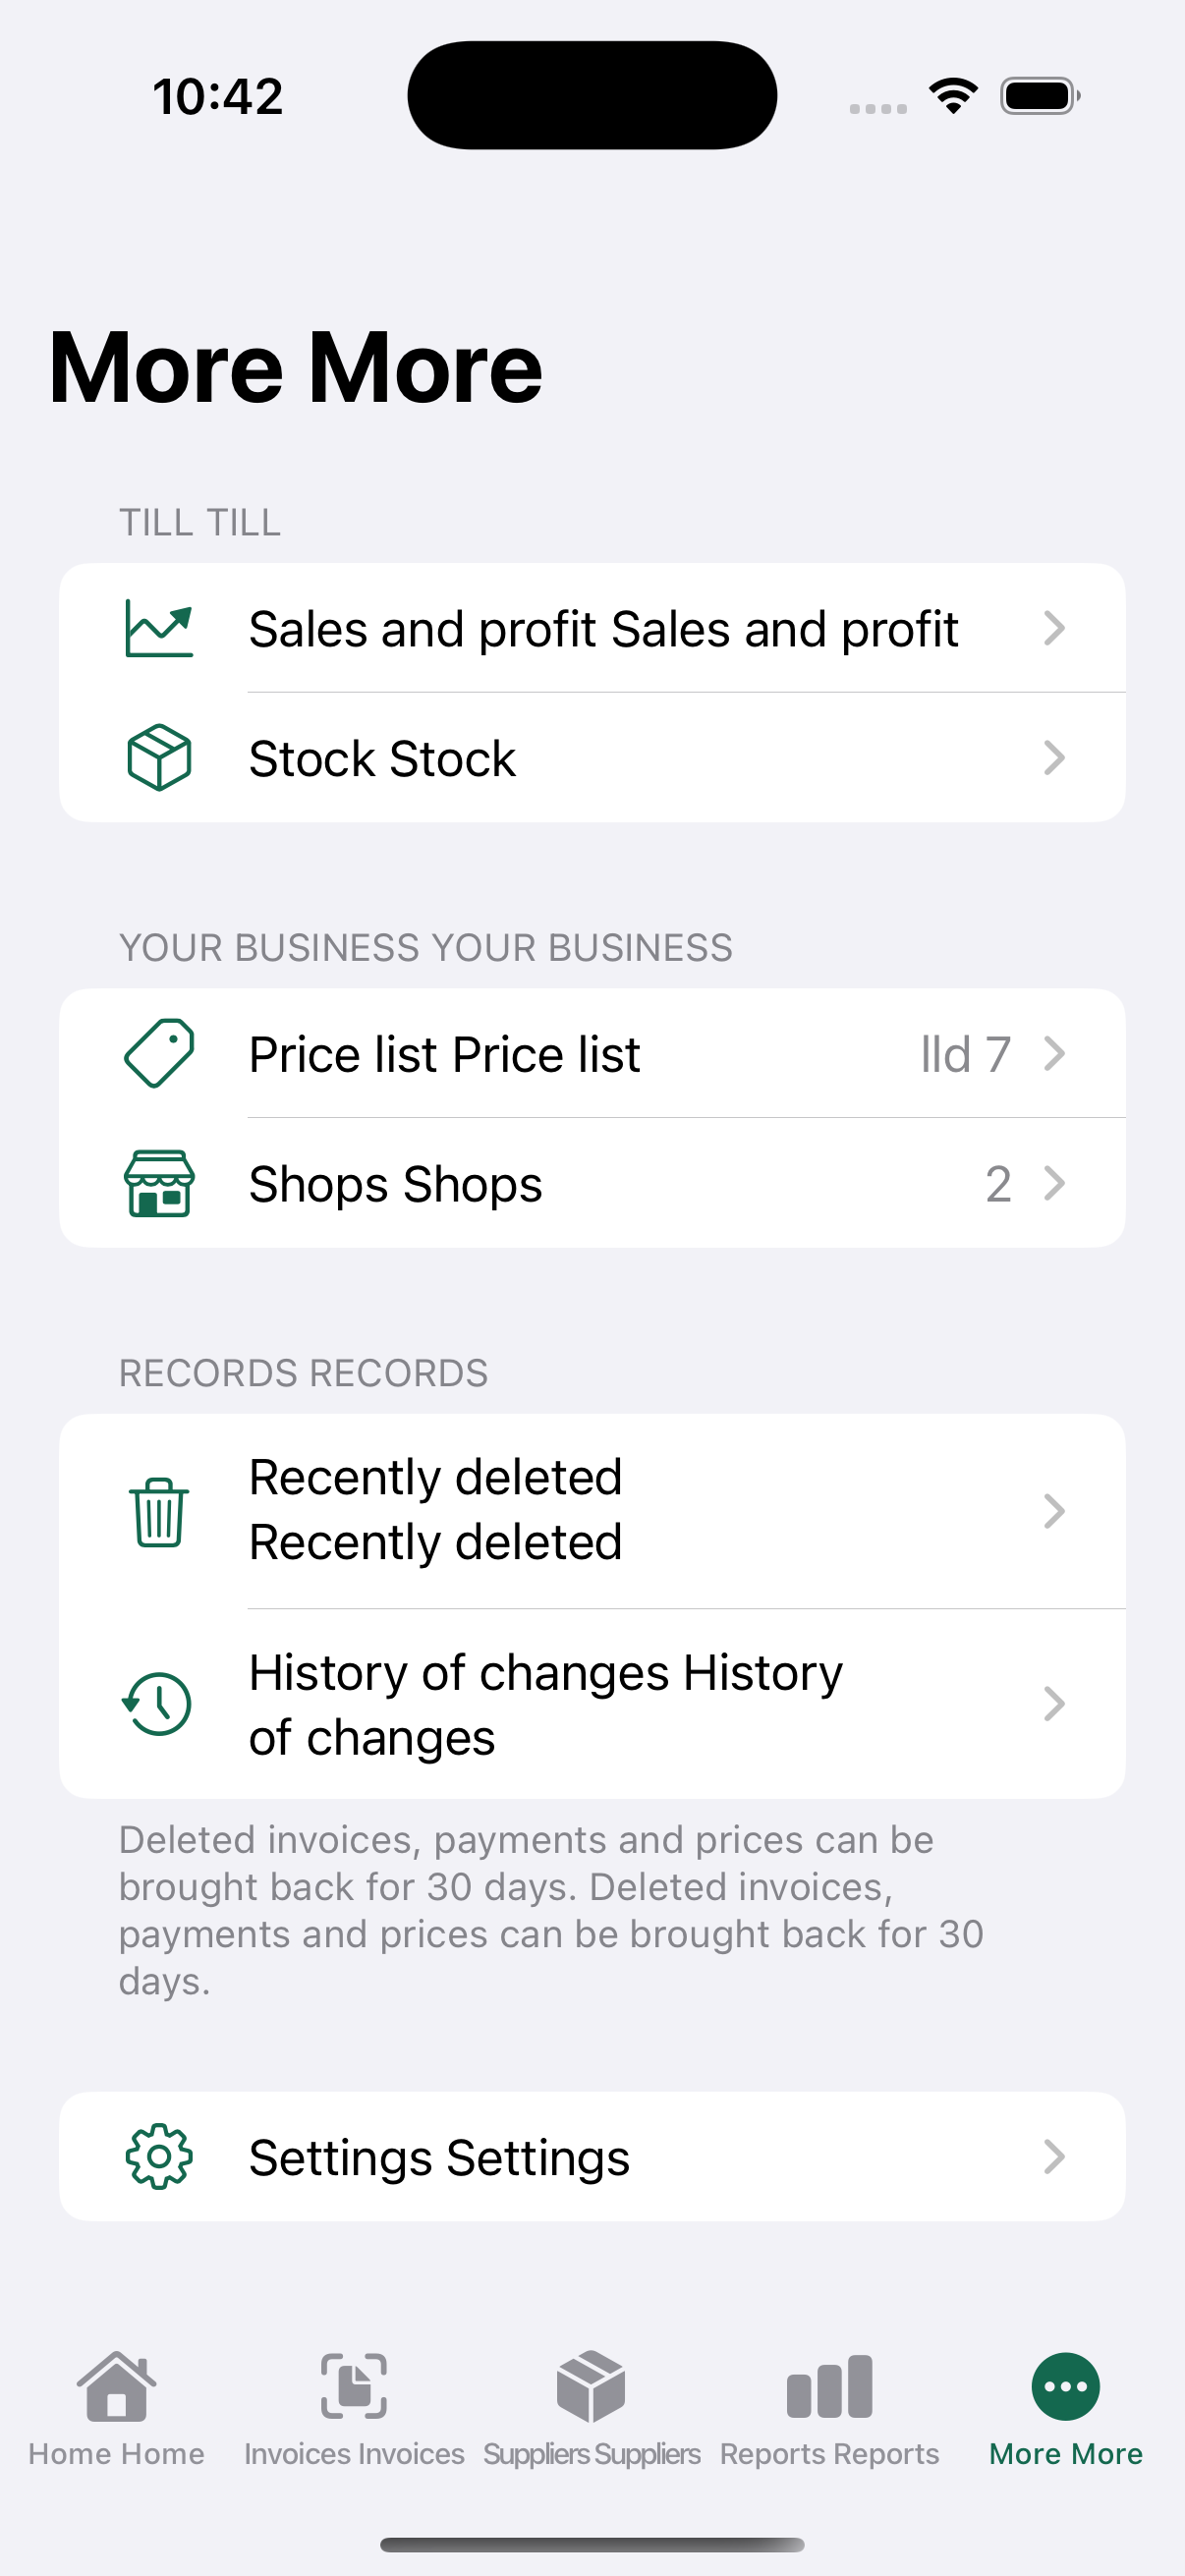 10:42
More More
TILL TILL
Sales and profit Sales and profit
Stock Stock
YOUR BUSINESS YOUR BUSINESS
Price list Price list lld 7
Shops Shops 2
RECORDS RECORDS
Recently deleted
Recently deleted
History of changes History
of changes
Deleted invoices, payments and prices can be
brought back for 30 days. Deleted invoices,
payments and prices can be brought back for 30
days.
Settings Settings
Home Home Invoices Invoices Suppliers Suppliers Reports Reports More More